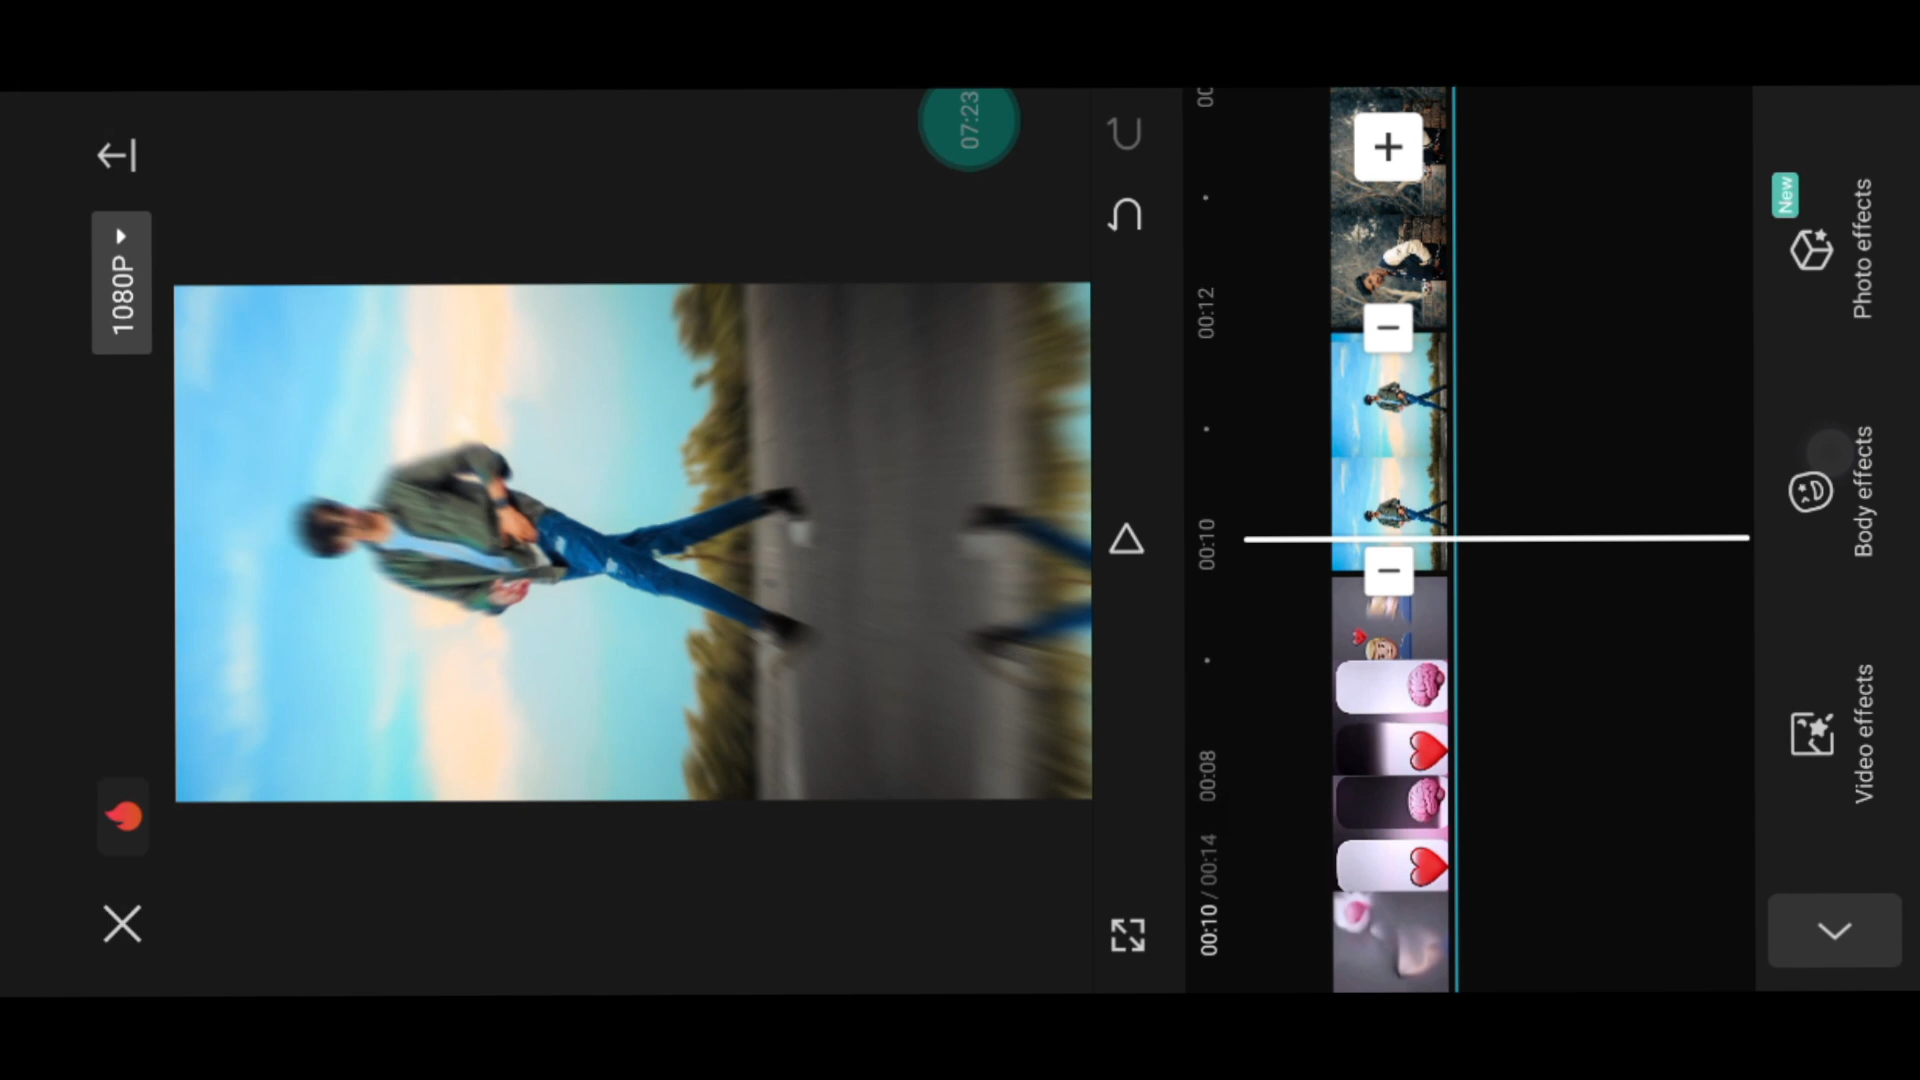 1080P
07:23
00:10 / 00:14
00:08
00:10
00:12
00
Video effects
Body effects
Photo effects
New